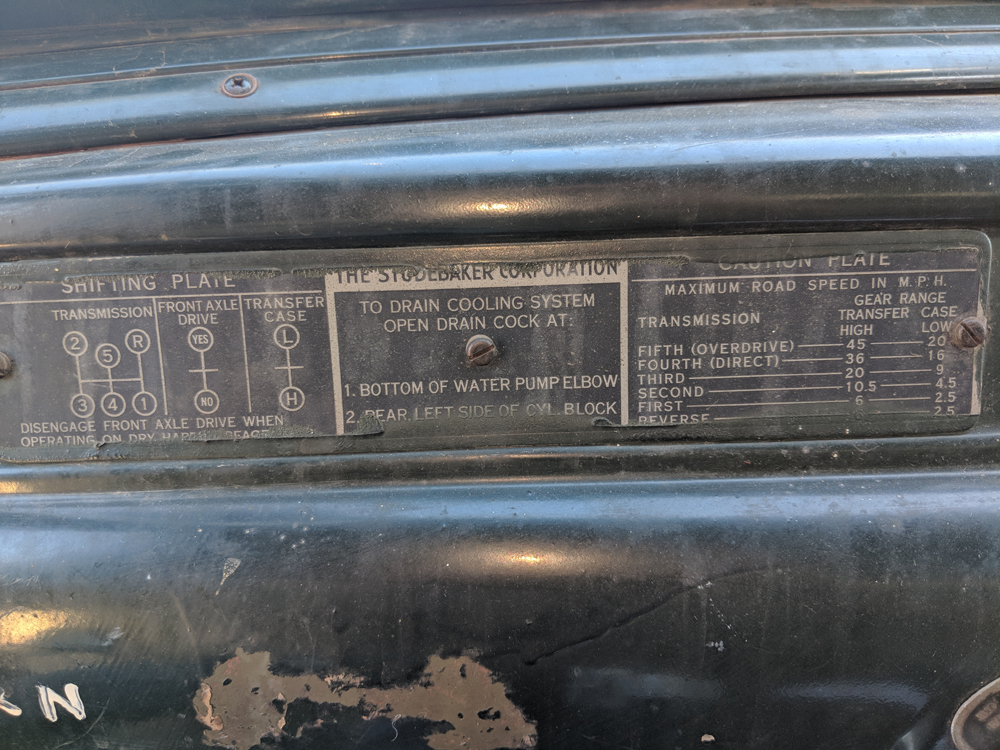 SHIFTING PLATE
TRANSMISSION
2 5 R
3 4 1
FRONT AXLE
DRIVE
YES
NO
TRANSFER
CASE
L
H
DISENGAGE FRONT AXLE DRIVE WHEN
OPERATING ON DRY HARD
THE STUDEBAKER CORPORATION
TO DRAIN COOLING SYSTEM
OPEN DRAIN COCK AT:
1. BOTTOM OF WATER PUMP ELBOW
2. REAR LEFT SIDE OF CYL. BLOCK
CAUTION PLATE
MAXIMUM ROAD SPEED IN M.P.H.
GEAR RANGE
TRANSMISSION TRANSFER CASE
HIGH LOW
FIFTH (OVERDRIVE) 45 20
FOURTH (DIRECT) 36 16
THIRD 20 9
SECOND 10.5 4.5
FIRST 6 2.5
REVERSE 2.5
N